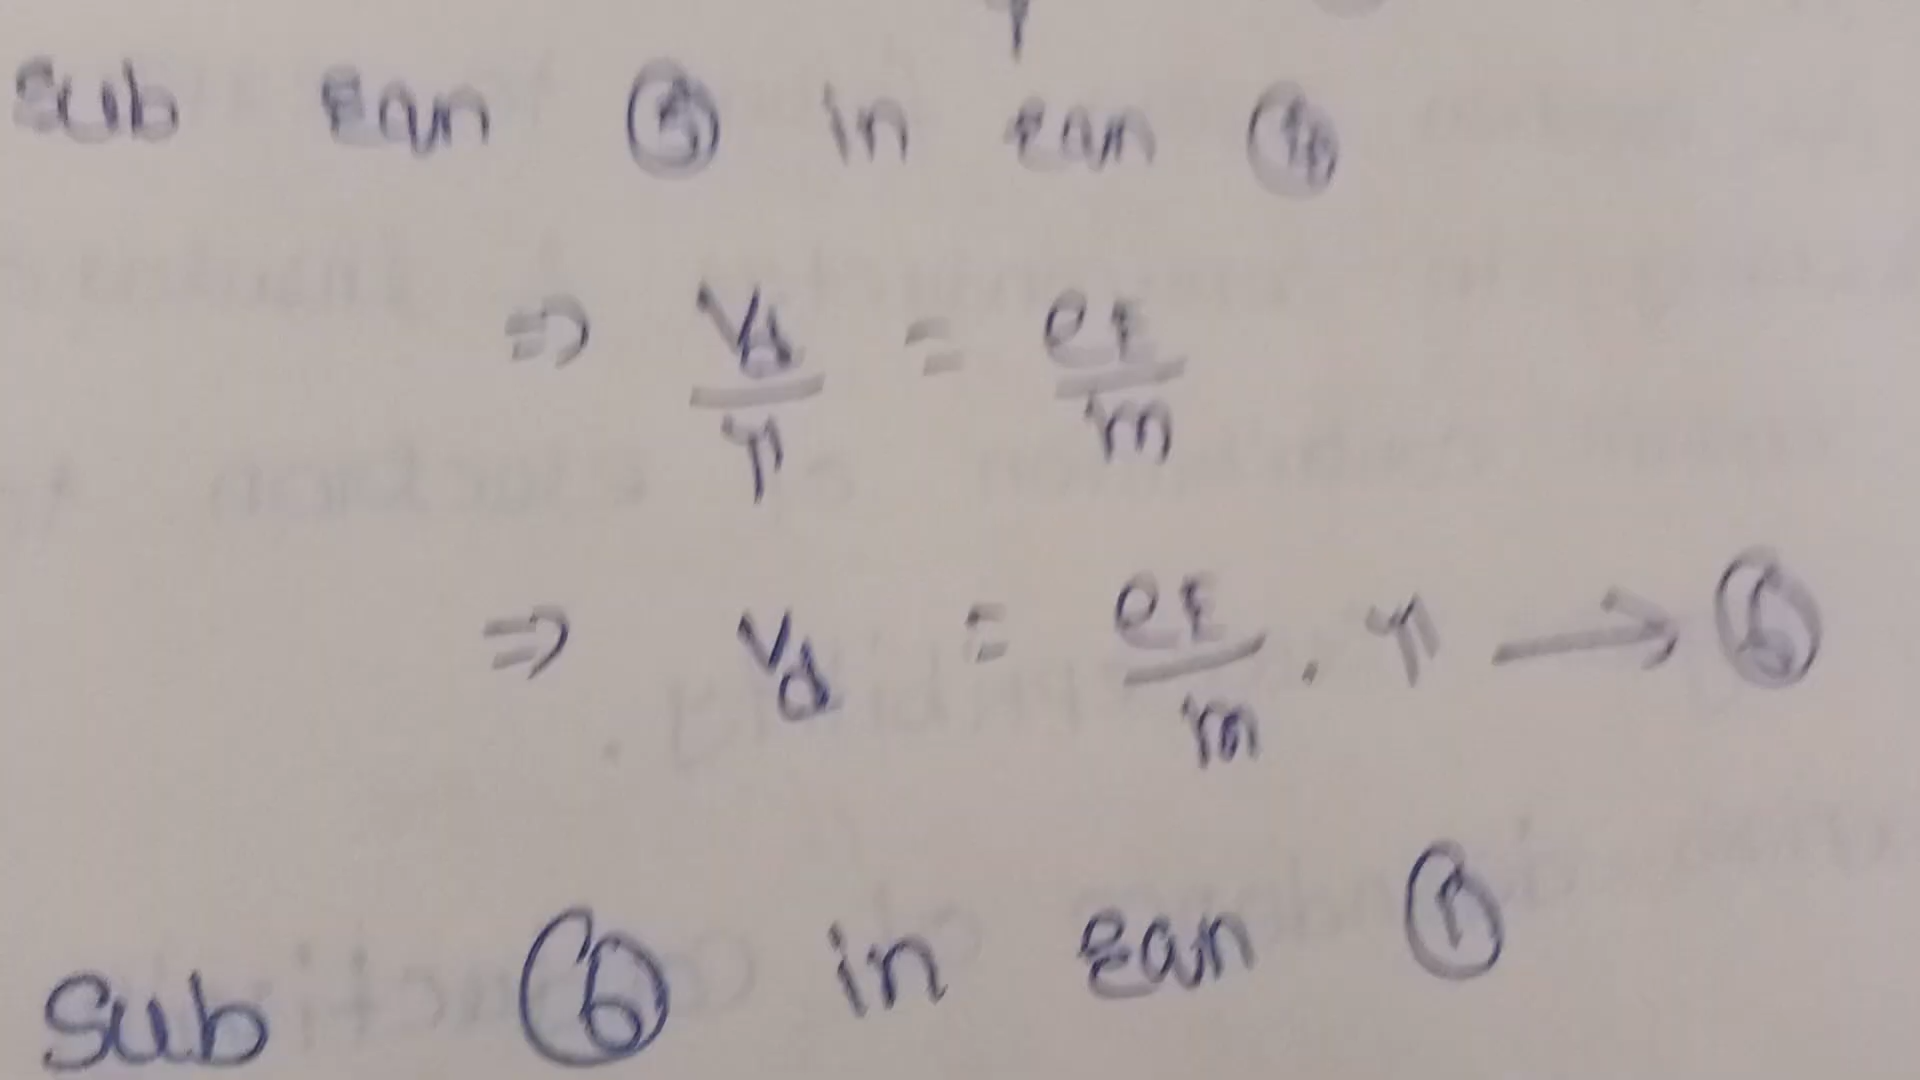 sub Eqn ⑤ in eqn ④
⇒ Vd/τ = eE/m
⇒ Vd = eE/m . τ → ⑥
Sub ⑥ in Eqn ①